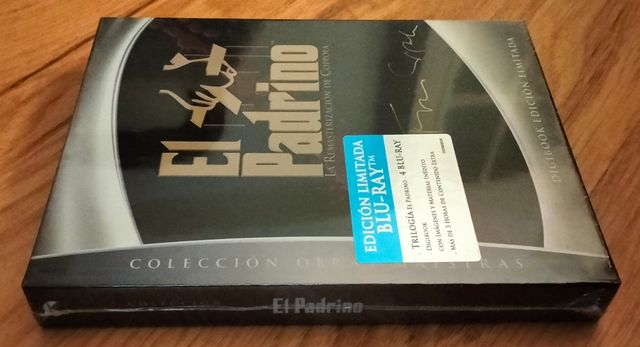 El
Padrino
La Remasterización de Coppola
DIGIBOOK EDICIÓN LIMITADA
EDICIÓN LIMITADA
BLU-RAY™
TRILOGÍA EL PADRINO - 4 BLU-RAY
- DIGIBOOK
CON IMÁGENES Y MATERIAL INÉDITO
- MÁS DE 3 HORAS DE CONTENIDO EXTRA
COLECCIÓN OBRAS MAESTRAS
COLECCIÓN
El Padrino